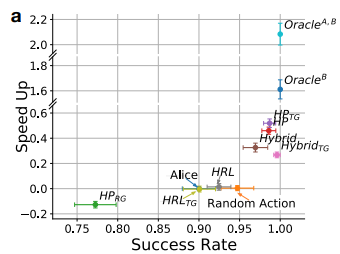 a
Speed Up
2.2
2.0
1.8
1.6
0.6
0.4
0.2
0.0
−0.2
Oracle^{A,B}
Oracle^B
HP_{TG}
HP
Hybrid
Hybrid_{TG}
Alice
HRL
HRL_{TG}
Random Action
HP_{RG}
0.75 0.80 0.85 0.90 0.95 1.00
Success Rate